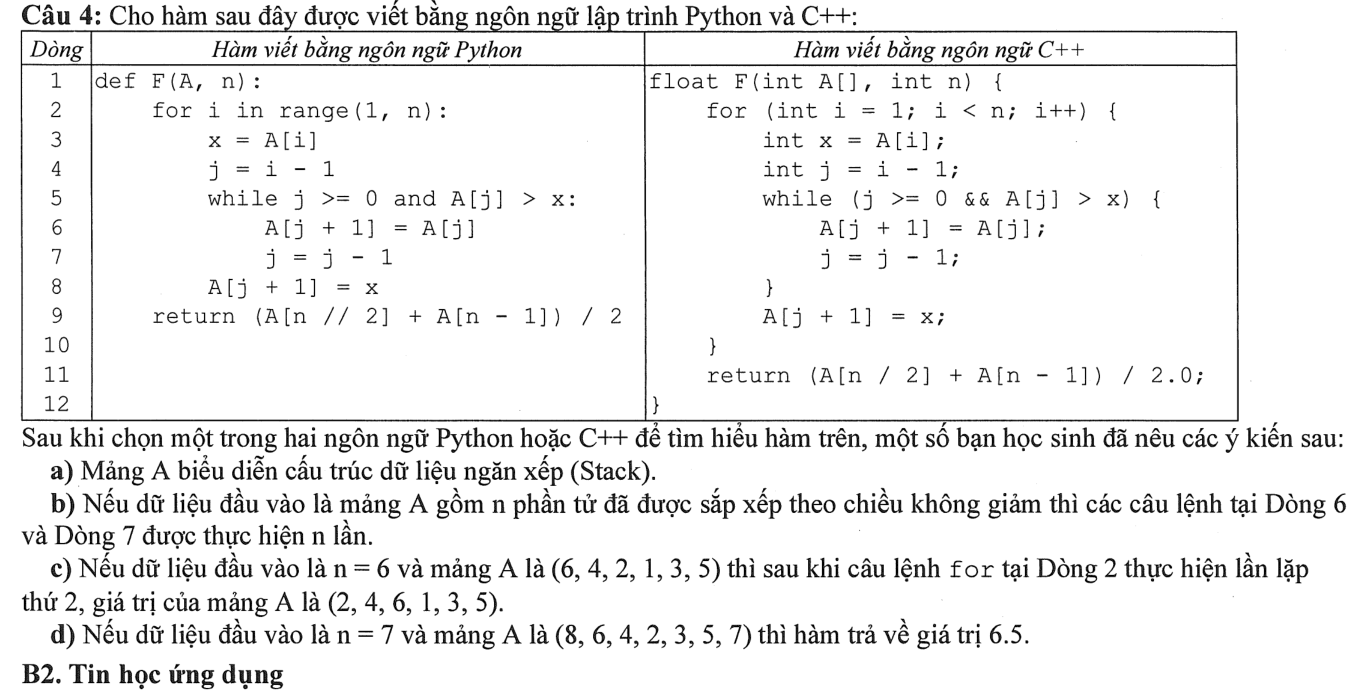 Câu 4: Cho hàm sau đây được viết bằng ngôn ngữ lập trình Python và C++:
Dòng Hàm viết bằng ngôn ngữ Python Hàm viết bằng ngôn ngữ C++
1 def F(A, n): float F(int A[], int n) {
2 for i in range(1, n): for (int i = 1; i < n; i++) {
3 x = A[i] int x = A[i];
4 j = i - 1 int j = i - 1;
5 while j >= 0 and A[j] > x: while (j >= 0 && A[j] > x) {
6 A[j + 1] = A[j] A[j + 1] = A[j];
7 j = j - 1 j = j - 1;
8 A[j + 1] = x }
9 return (A[n // 2] + A[n - 1]) / 2 A[j + 1] = x;
10 }
11 return (A[n / 2] + A[n - 1]) / 2.0;
12 }
Sau khi chọn một trong hai ngôn ngữ Python hoặc C++ để tìm hiểu hàm trên, một số bạn học sinh đã nêu các ý kiến sau:
a) Mảng A biểu diễn cấu trúc dữ liệu ngăn xếp (Stack).
b) Nếu dữ liệu đầu vào là mảng A gồm n phần tử đã được sắp xếp theo chiều không giảm thì các câu lệnh tại Dòng 6
và Dòng 7 được thực hiện n lần.
c) Nếu dữ liệu đầu vào là n = 6 và mảng A là (6, 4, 2, 1, 3, 5) thì sau khi câu lệnh for tại Dòng 2 thực hiện lần lặp
thứ 2, giá trị của mảng A là (2, 4, 6, 1, 3, 5).
d) Nếu dữ liệu đầu vào là n = 7 và mảng A là (8, 6, 4, 2, 3, 5, 7) thì hàm trả về giá trị 6.5.
B2. Tin học ứng dụng